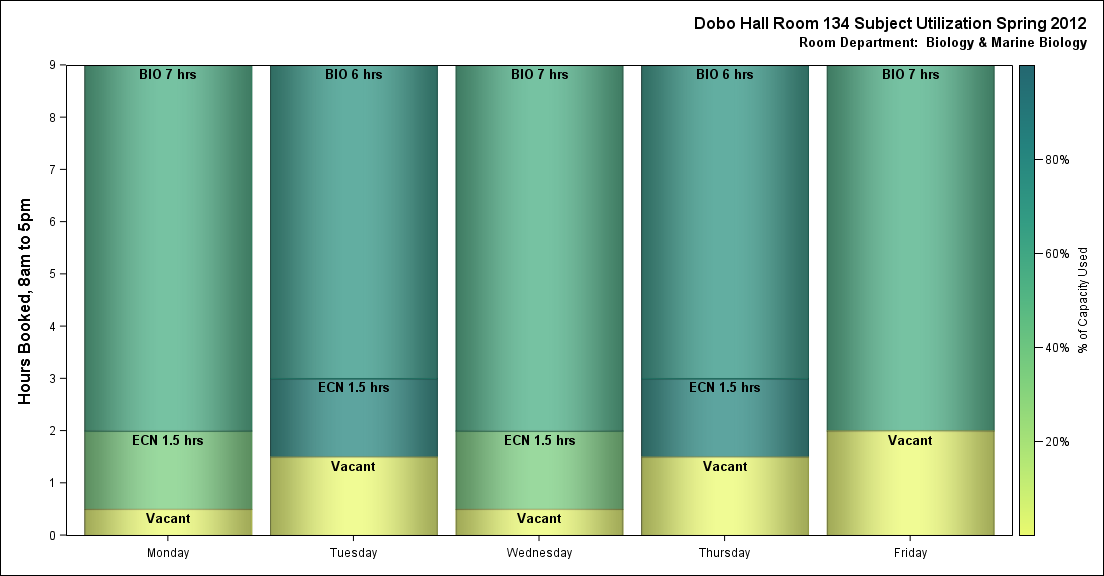 Dobo Hall Room 134 Subject Utilization Spring 2012
Room Department:  Biology & Marine Biology
Hours Booked, 8am to 5pm
9
8
7
6
5
4
3
2
1
0
BIO 7 hrs
BIO 6 hrs
BIO 7 hrs
BIO 6 hrs
BIO 7 hrs
ECN 1.5 hrs
ECN 1.5 hrs
ECN 1.5 hrs
ECN 1.5 hrs
Vacant
Vacant
Vacant
Vacant
Vacant
Monday
Tuesday
Wednesday
Thursday
Friday
80%
60%
40%
20%
% of Capacity Used